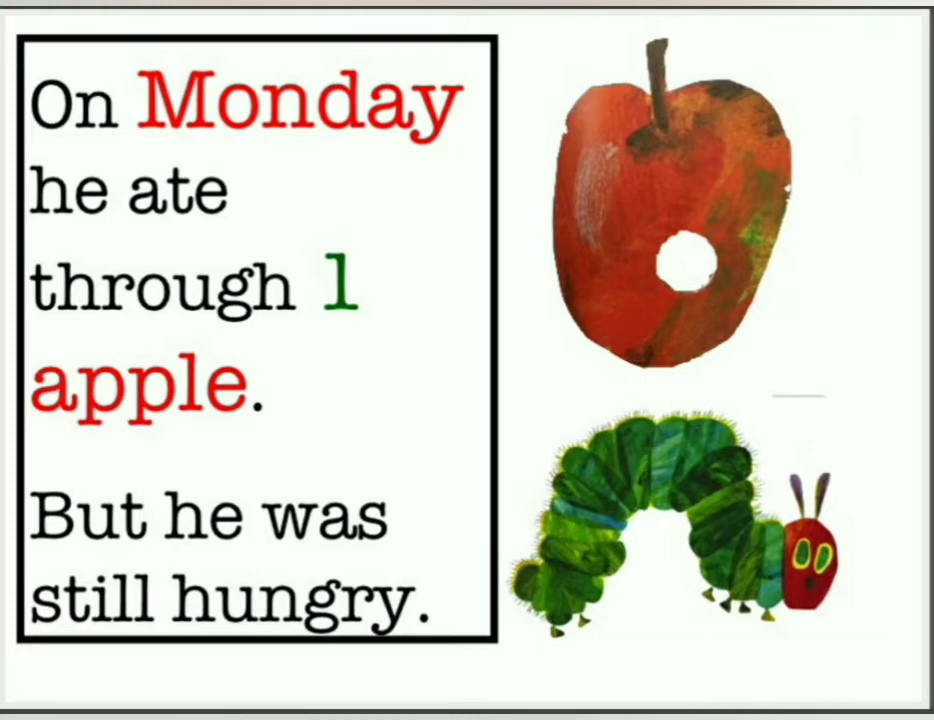 On Monday
he ate
through 1
apple.
But he was
still hungry.